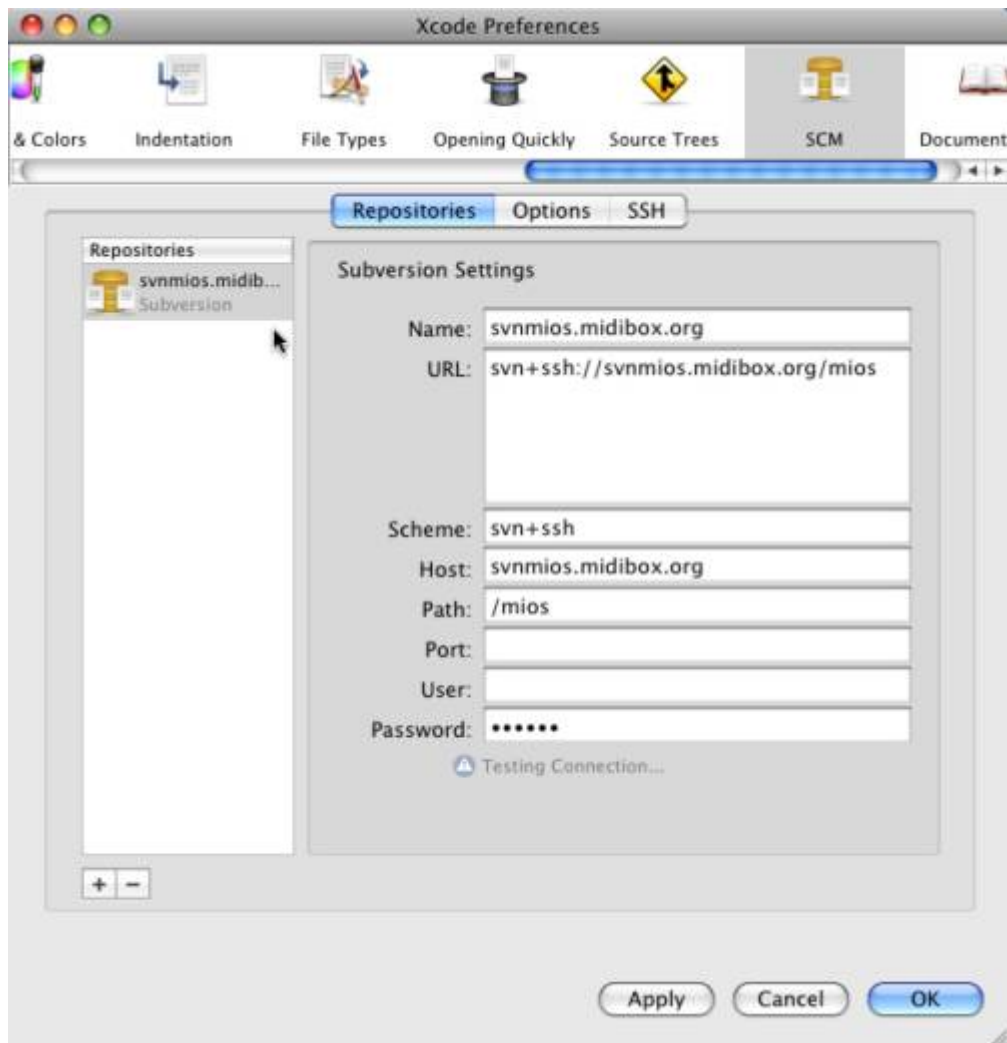 Xcode Preferences
& Colors Indentation File Types Opening Quickly Source Trees SCM Document
Repositories Options SSH
Repositories
svnmios.midib...
Subversion
Subversion Settings
Name: svnmios.midibox.org
URL: svn+ssh://svnmios.midibox.org/mios
Scheme: svn+ssh
Host: svnmios.midibox.org
Path: /mios
Port:
User:
Password: ••••••
Testing Connection...
+ −
Apply Cancel OK